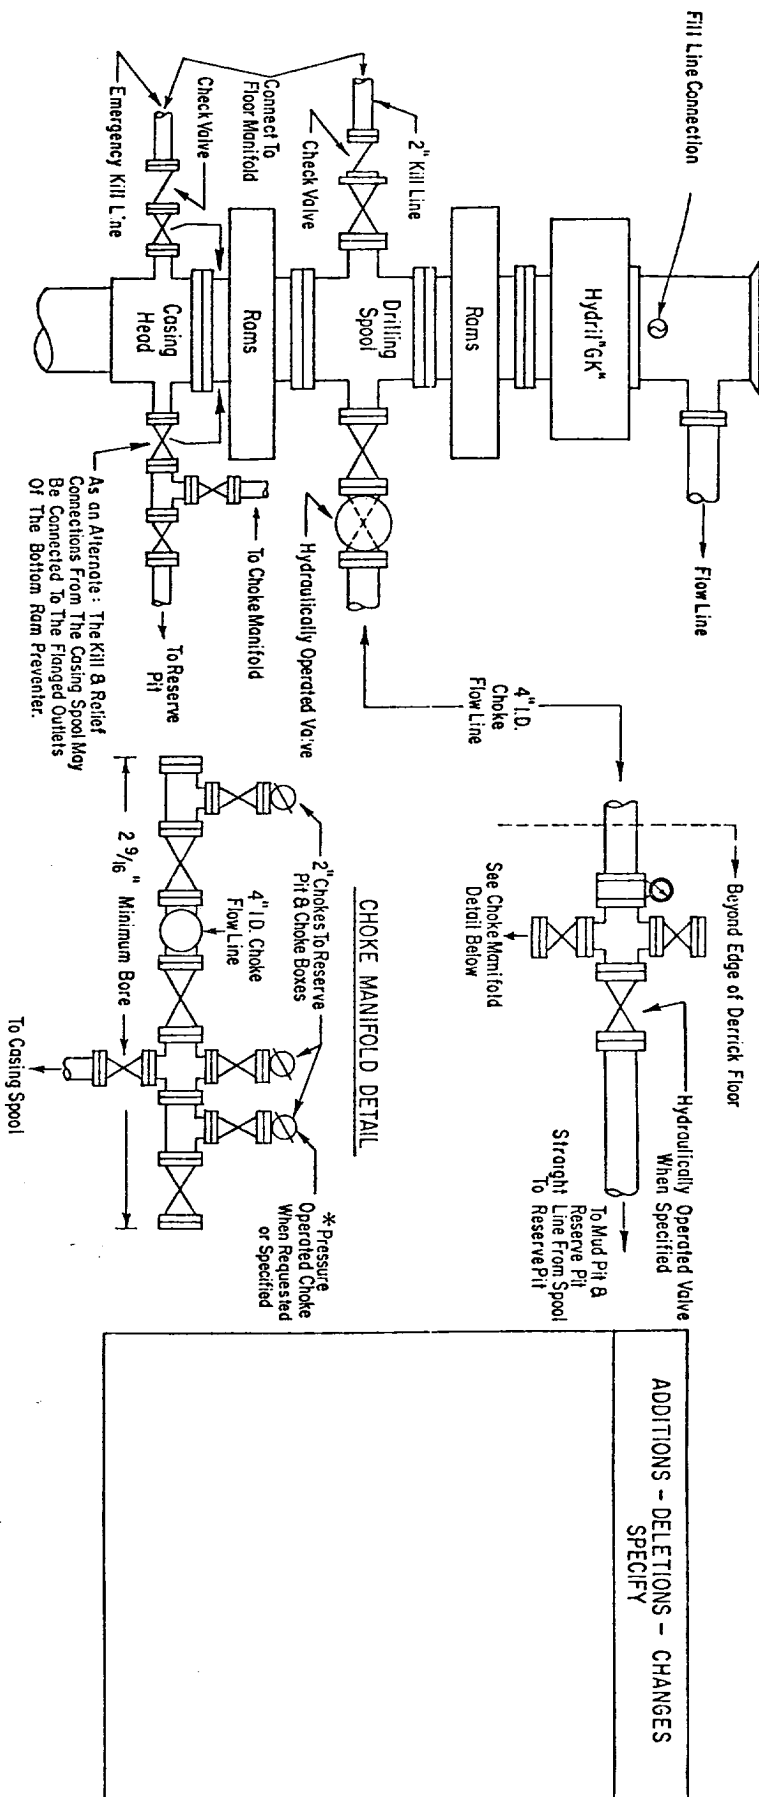 Fill Line Connection
Flow Line
Hydril "GK"
Rams
2" Kill Line
Check Valve
Drilling
Spool
Hydraulically Operated Valve
Connect To
Floor Manifold
Rams
Check Valve
Emergency Kill Line
Casing
Head
To Choke Manifold
To Reserve
Pit
As an Alternate: The Kill & Relief
Connections From The Casing Spool May
Be Connected To The Flanged Outlets
Of The Bottom Ram Preventer.
4" I.D.
Choke
Flow Line
Beyond Edge of Derrick Floor
See Choke Manifold
Detail Below
Hydraulically Operated Valve
When Specified
To Mud Pit &
Reserve Pit
Straight Line From Spool
To Reserve Pit
CHOKE MANIFOLD DETAIL
2" Chokes To Reserve
Pit & Choke Boxes
4" I.D. Choke
Flow Line
2 9/16" Minimum Bore
* Pressure
Operated Choke
When Requested
or Specified
To Casing Spool
ADDITIONS - DELETIONS - CHANGES
SPECIFY